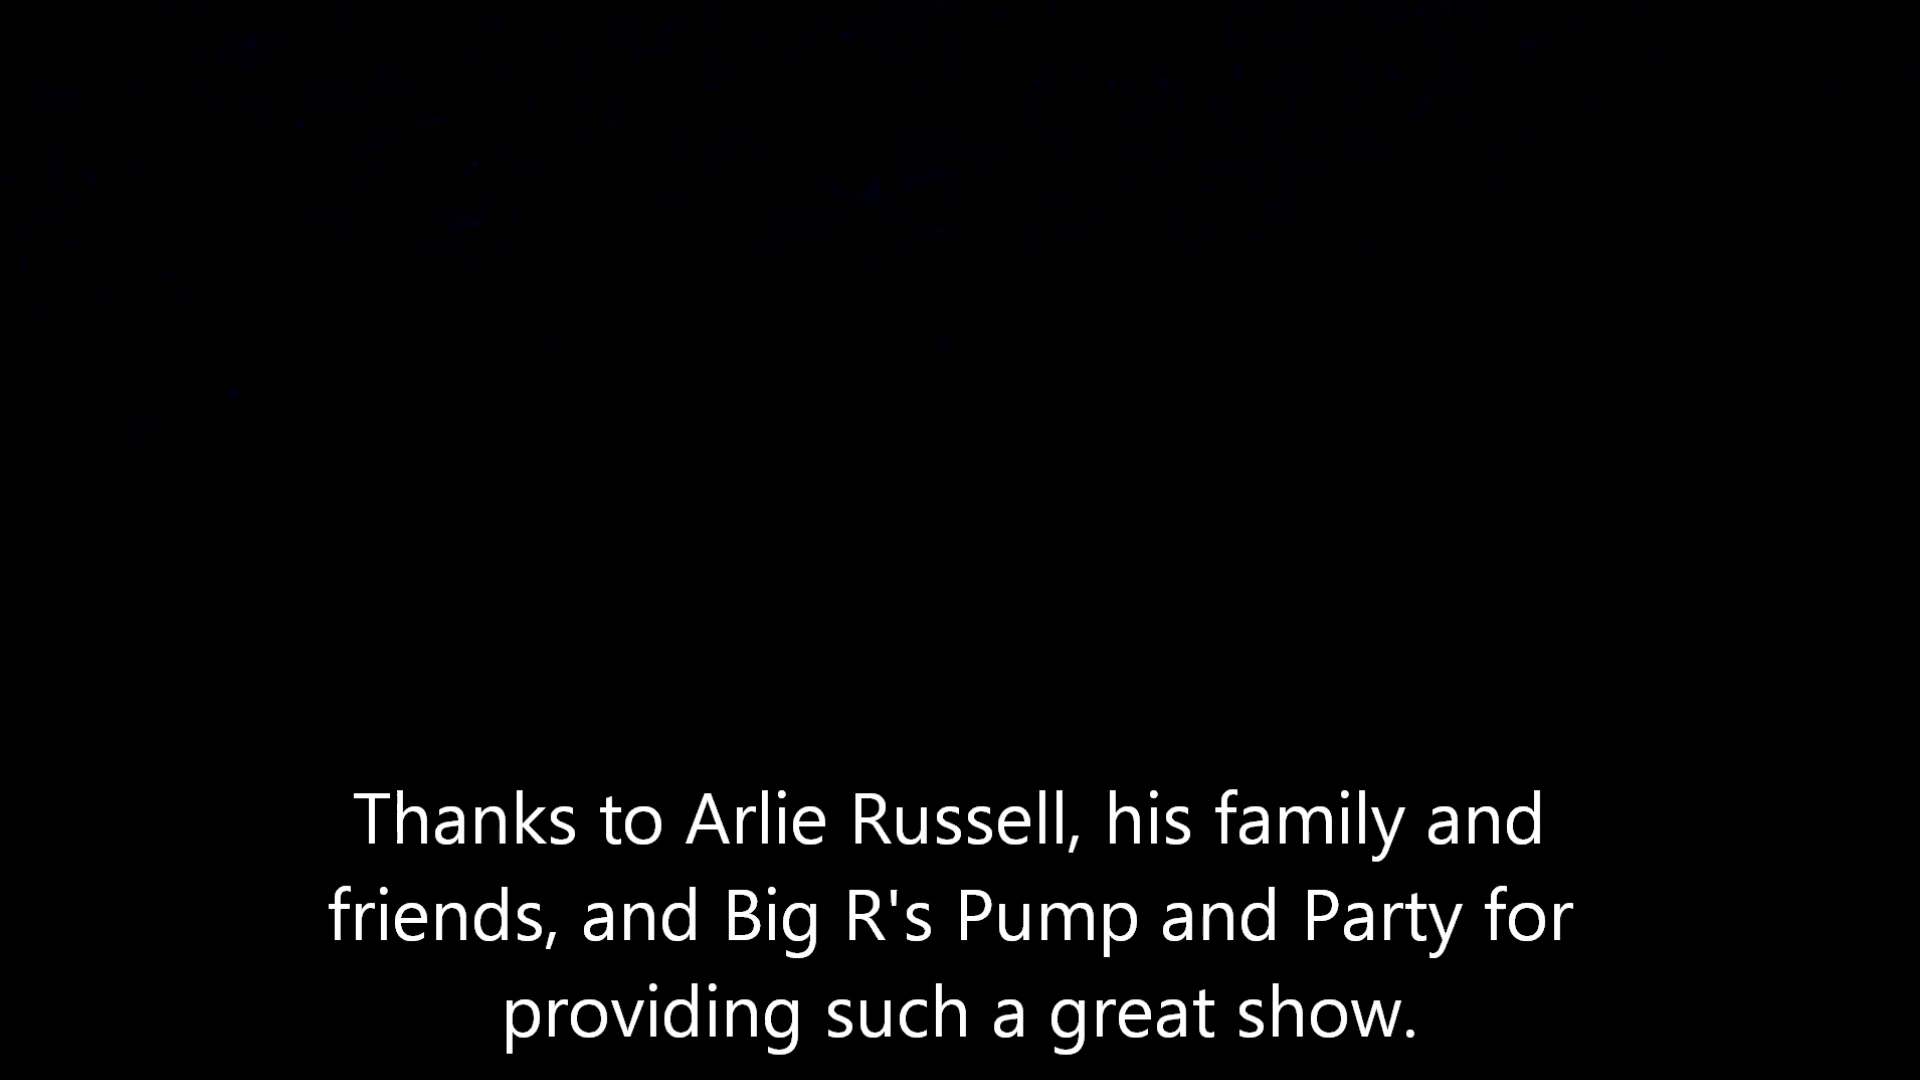 Thanks to Arlie Russell, his family and
friends, and Big R's Pump and Party for
providing such a great show.